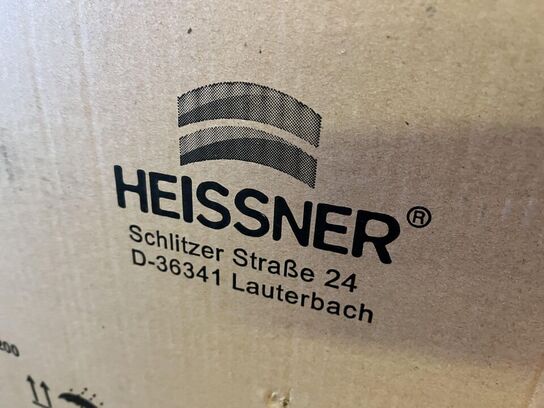 HEISSNER®
Schlitzer Straße 24
D-36341 Lauterbach